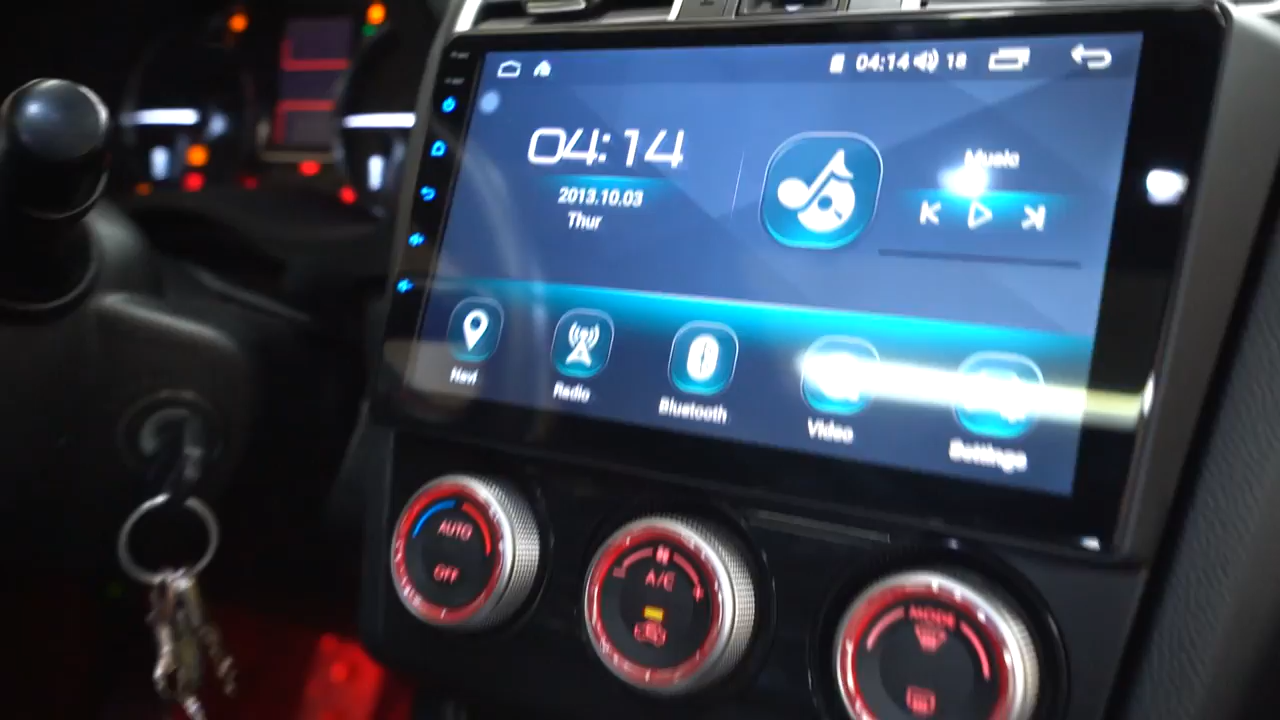 04:14 18
04:14
2013.10.03
Thur
Music
Navi
Radio
Bluetooth
Video
Settings
AUTO
OFF
A/C
MODE